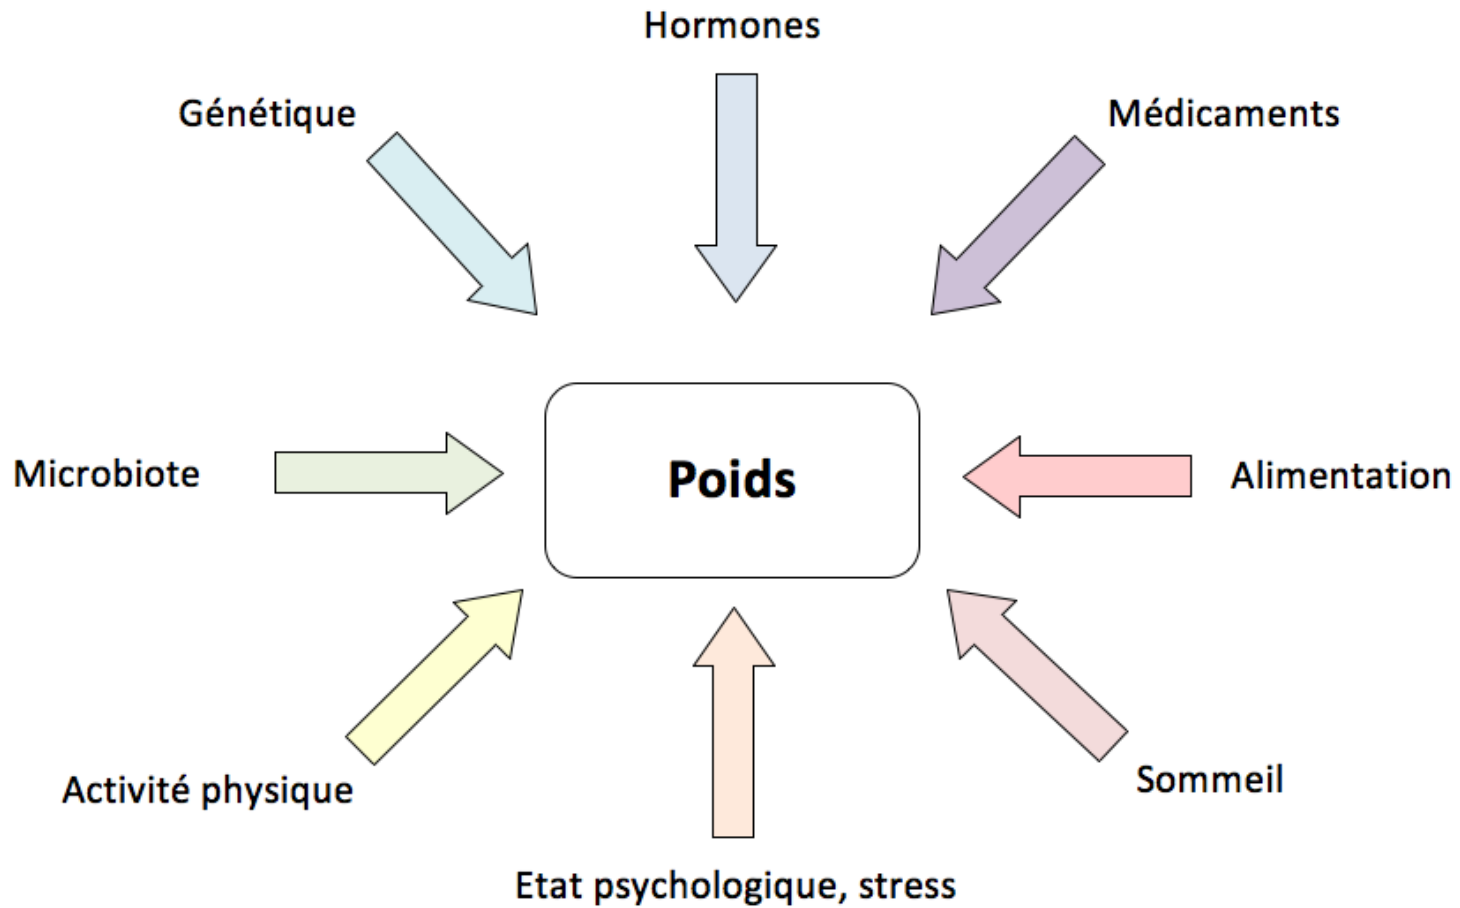 Hormones
Génétique
Médicaments
Microbiote
Poids
Alimentation
Activité physique
Sommeil
Etat psychologique, stress